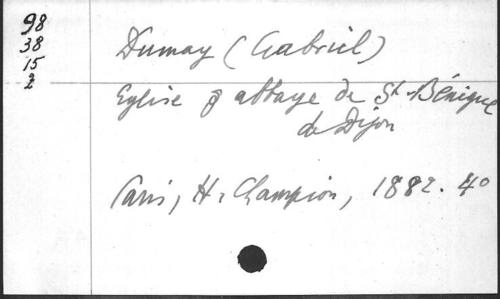 98
38
15
2
Dumay (Gabriel)
Eglise & abbaye de St-Bénigne
de Dijon
Paris, H. Champion, 1882. 4°